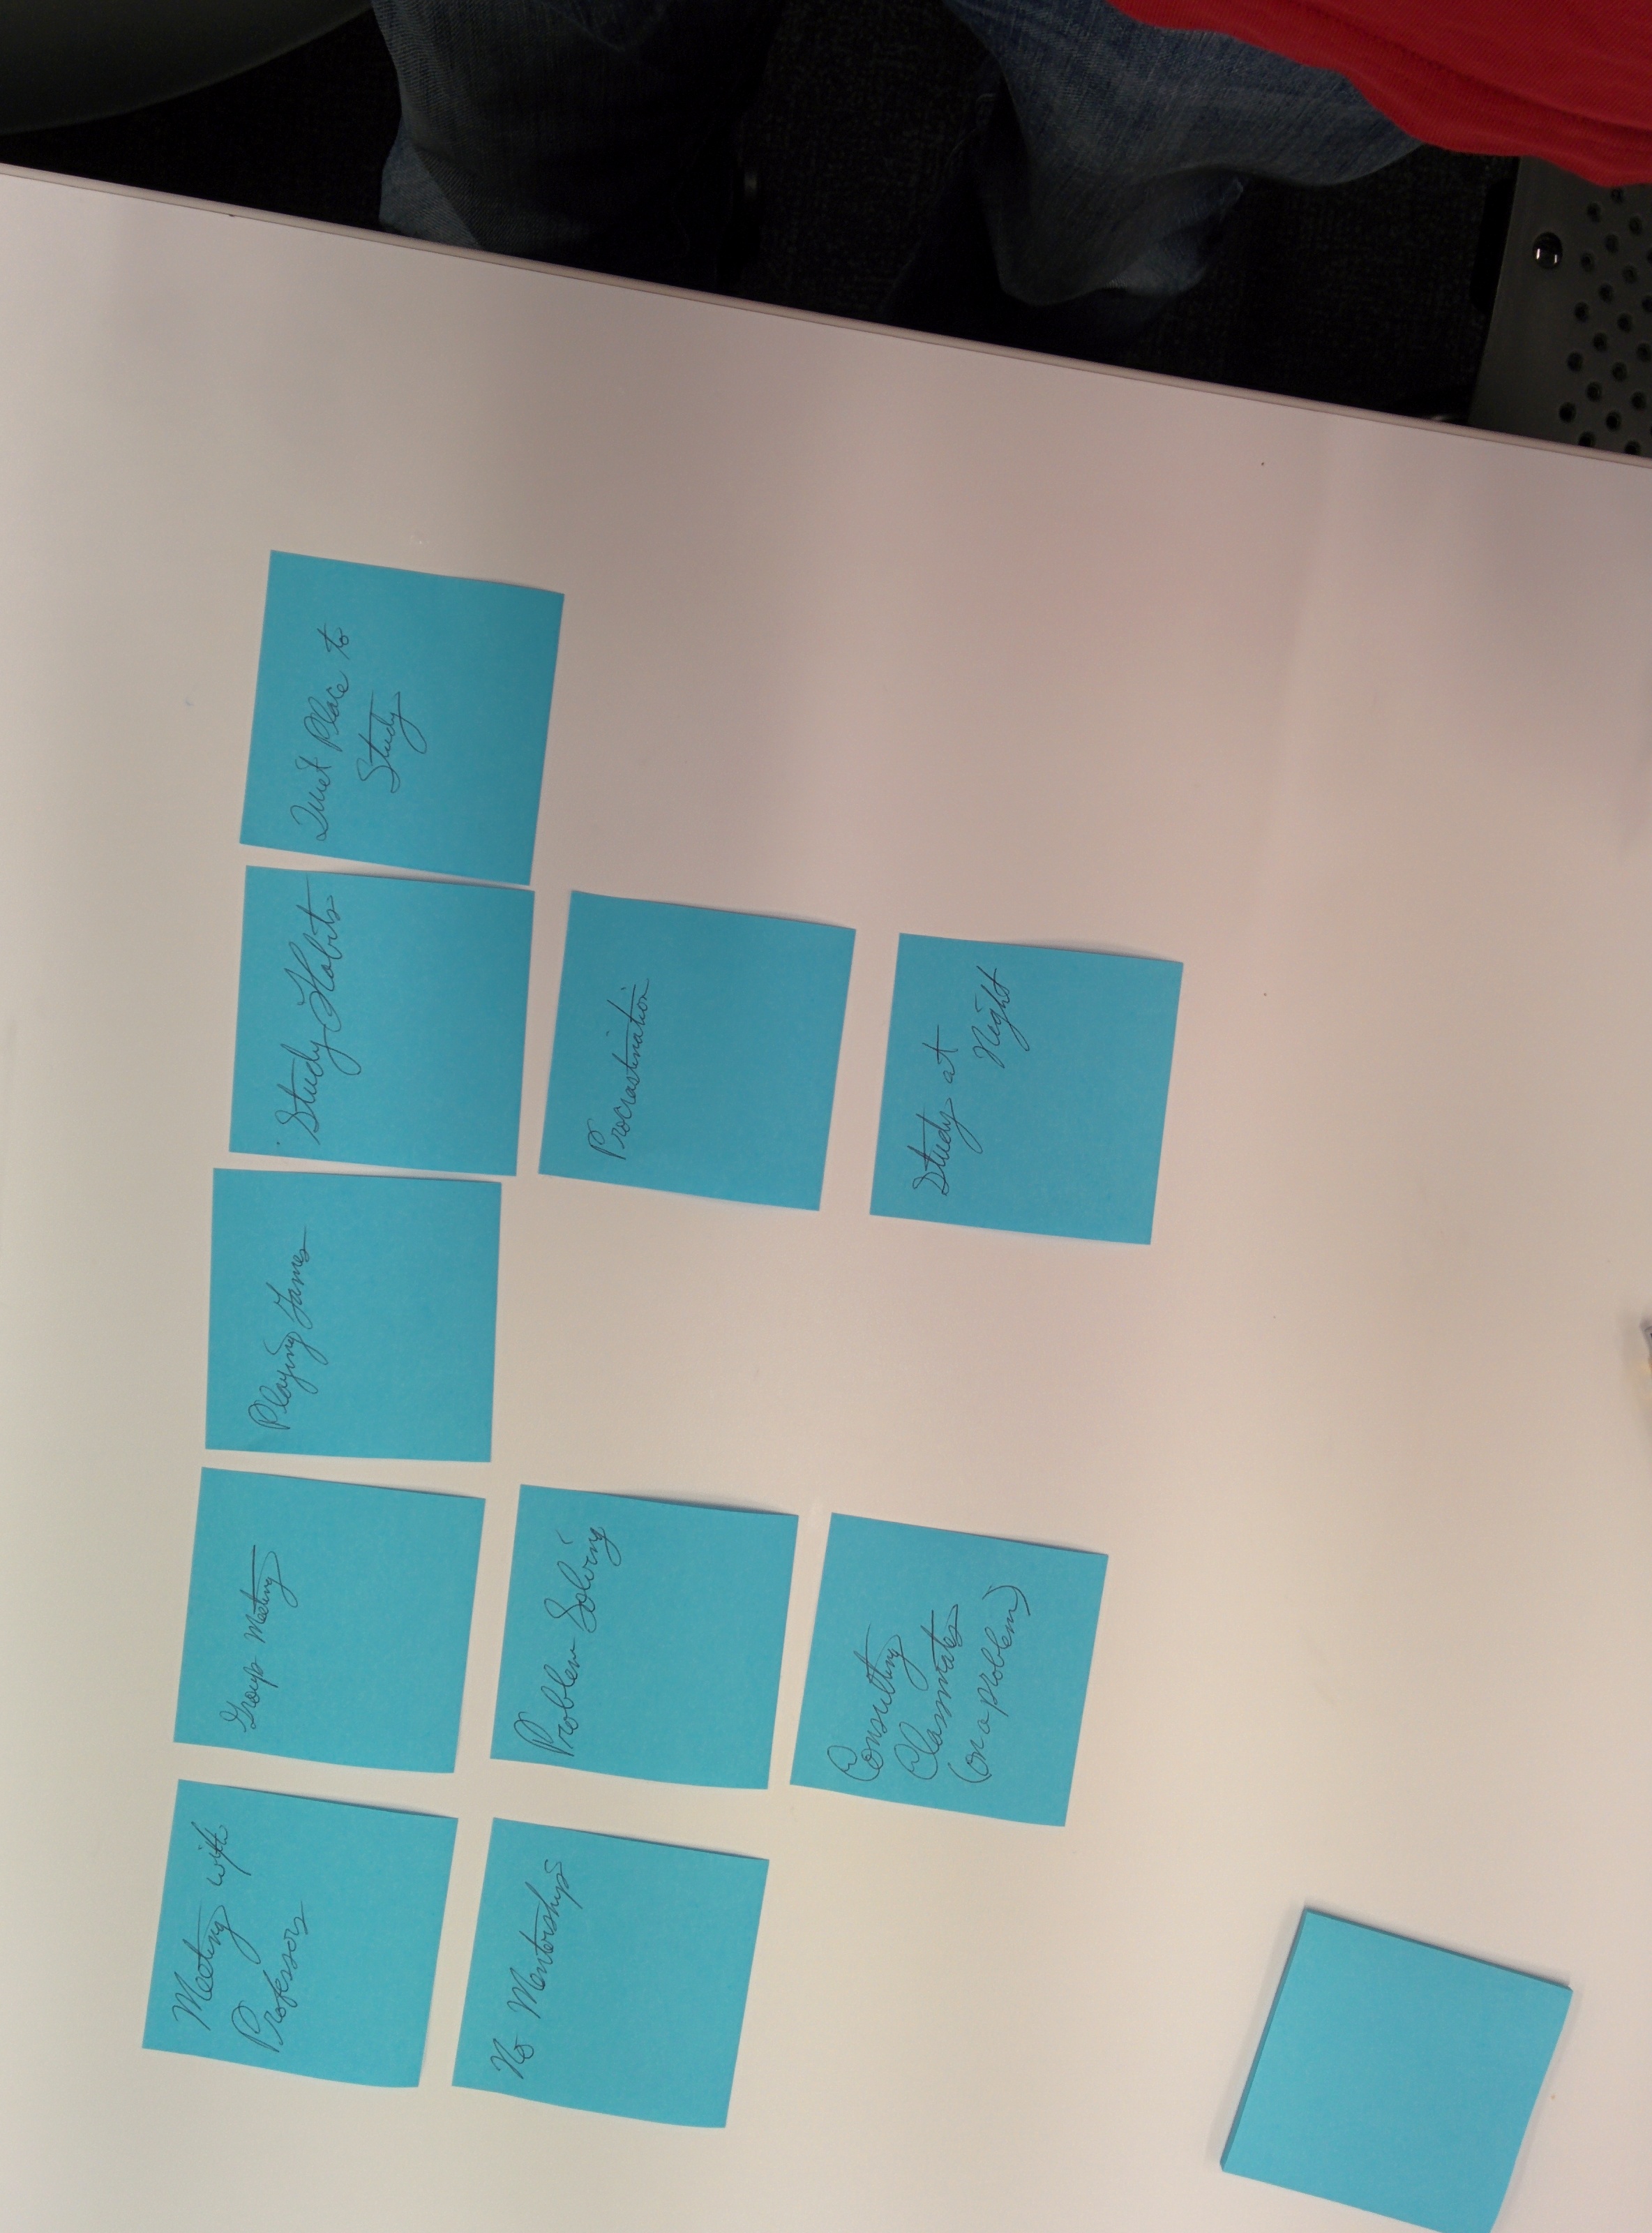 Meeting with
Professors
Group Meeting
Playing Games
Study Habits
Quiet Place to
Study
No Mentorships
Problem Solving
Procrastination
Consulting
Classmates
(on a problem)
Study at
Night